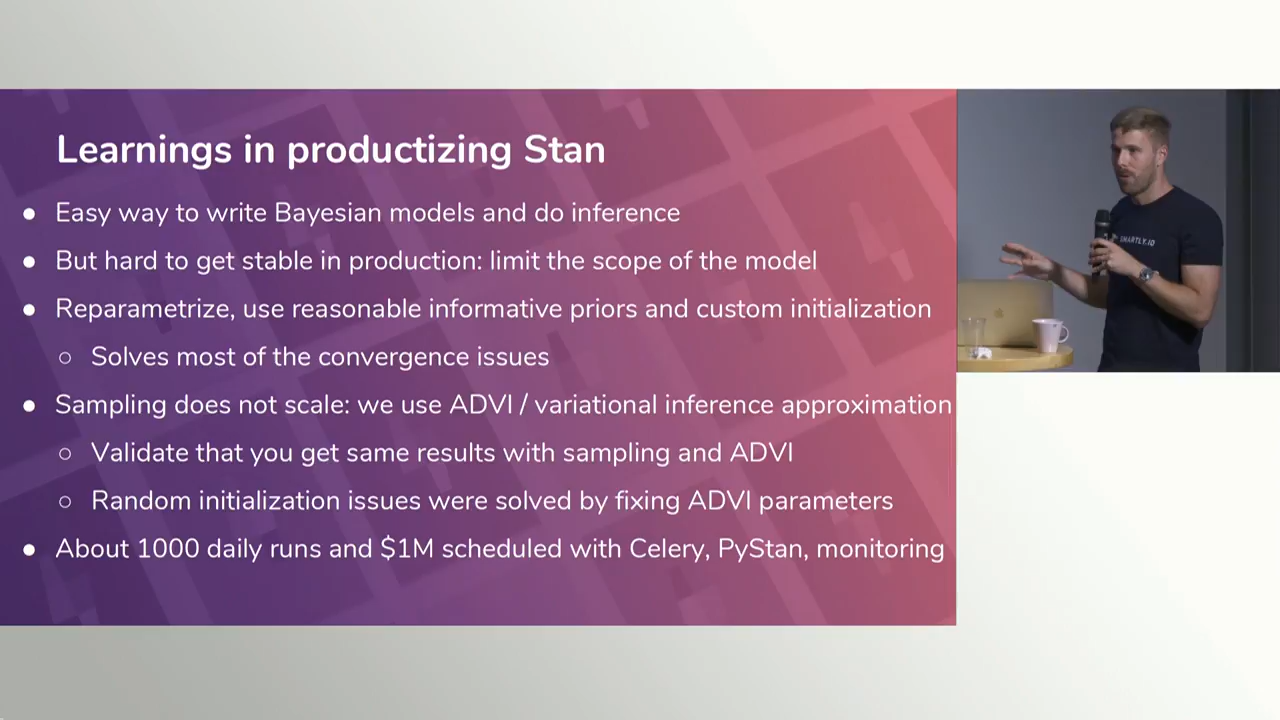 Learnings in productizing Stan
● Easy way to write Bayesian models and do inference
● But hard to get stable in production: limit the scope of the model
● Reparametrize, use reasonable informative priors and custom initialization
○ Solves most of the convergence issues
● Sampling does not scale: we use ADVI / variational inference approximation
○ Validate that you get same results with sampling and ADVI
○ Random initialization issues were solved by fixing ADVI parameters
● About 1000 daily runs and $1M scheduled with Celery, PyStan, monitoring
SMARTLY.IO